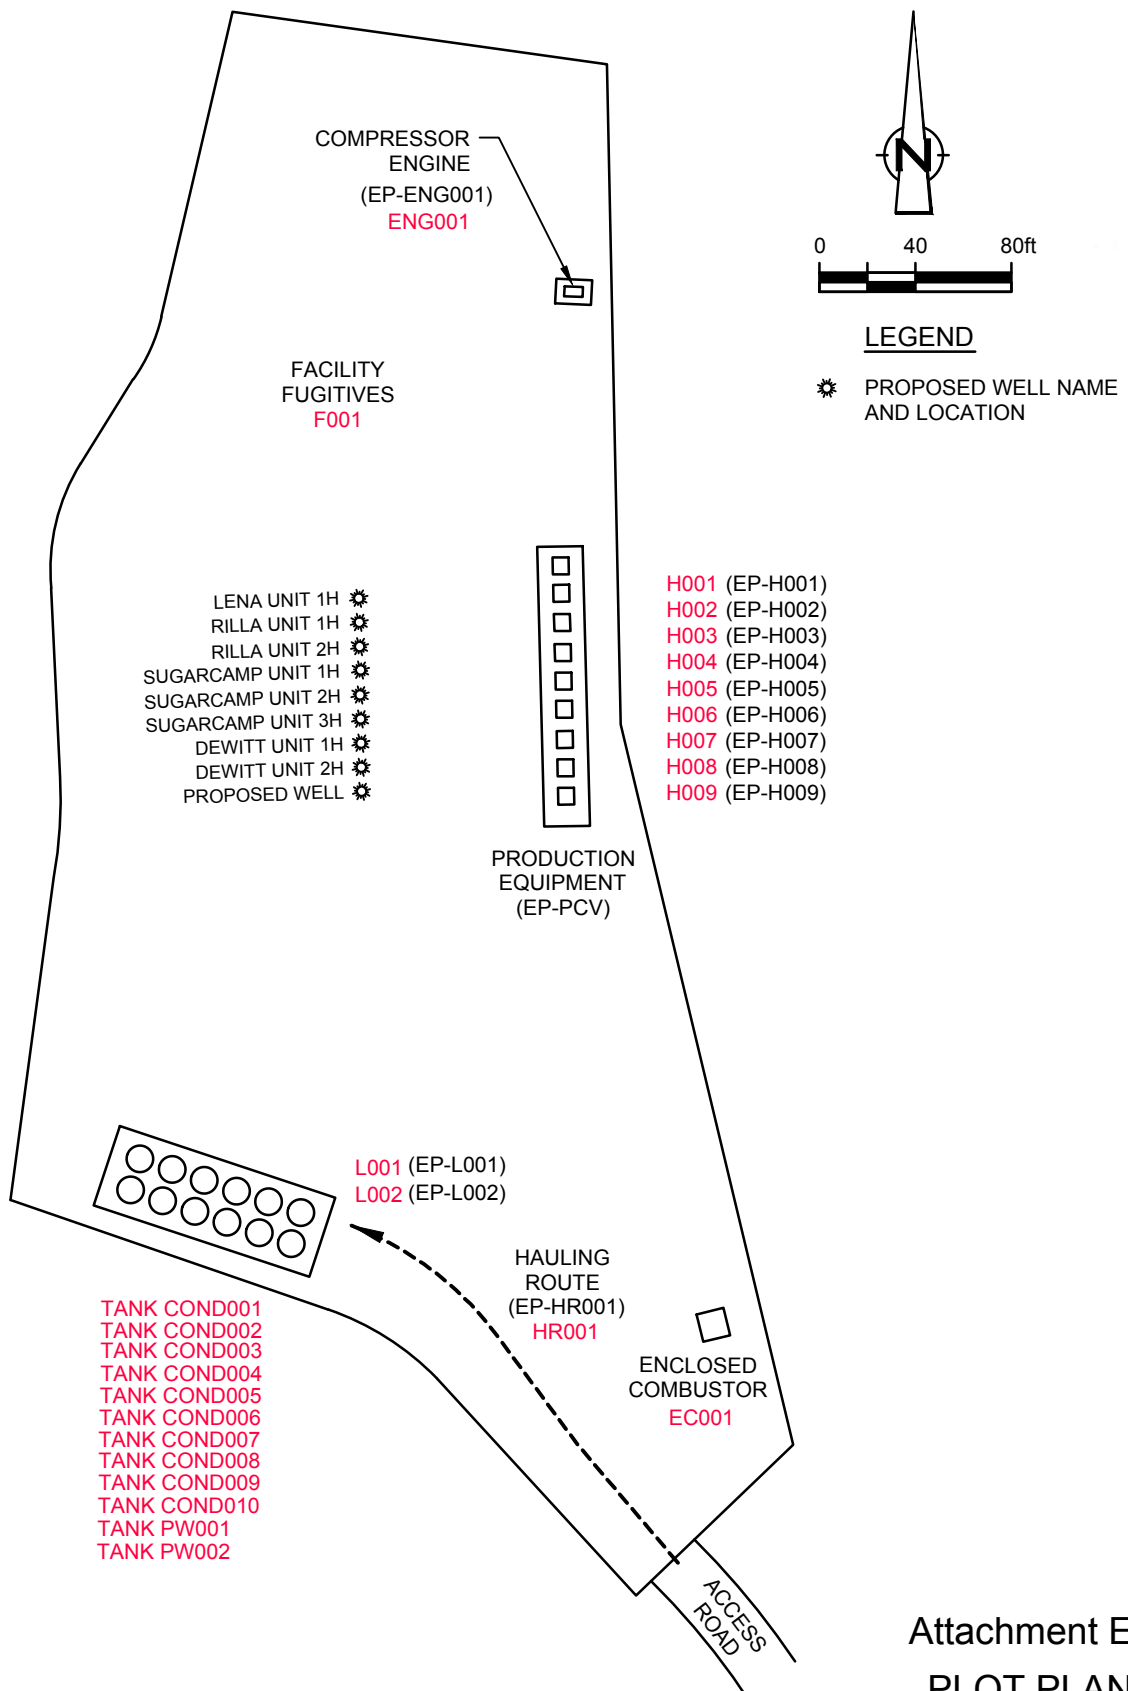 COMPRESSOR
ENGINE
(EP-ENG001)
ENG001
N
0 40 80ft
LEGEND
PROPOSED WELL NAME
AND LOCATION
FACILITY
FUGITIVES
F001
LENA UNIT 1H
RILLA UNIT 1H
RILLA UNIT 2H
SUGARCAMP UNIT 1H
SUGARCAMP UNIT 2H
SUGARCAMP UNIT 3H
DEWITT UNIT 1H
DEWITT UNIT 2H
PROPOSED WELL
H001 (EP-H001)
H002 (EP-H002)
H003 (EP-H003)
H004 (EP-H004)
H005 (EP-H005)
H006 (EP-H006)
H007 (EP-H007)
H008 (EP-H008)
H009 (EP-H009)
PRODUCTION
EQUIPMENT
(EP-PCV)
L001 (EP-L001)
L002 (EP-L002)
HAULING
ROUTE
(EP-HR001)
HR001
ENCLOSED
COMBUSTOR
EC001
TANK COND001
TANK COND002
TANK COND003
TANK COND004
TANK COND005
TANK COND006
TANK COND007
TANK COND008
TANK COND009
TANK COND010
TANK PW001
TANK PW002
ACCESS
ROAD
Attachment E
PLOT PLAN